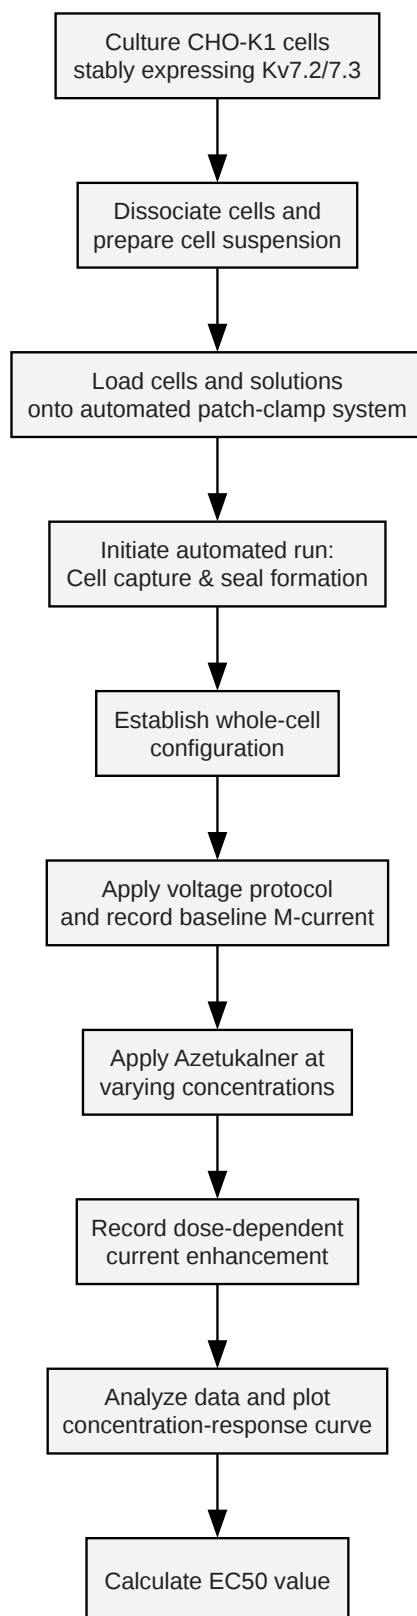 Culture CHO-K1 cells
stably expressing Kv7.2/7.3
Dissociate cells and
prepare cell suspension
Load cells and solutions
onto automated patch-clamp system
Initiate automated run:
Cell capture & seal formation
Establish whole-cell
configuration
Apply voltage protocol
and record baseline M-current
Apply Azetukalner at
varying concentrations
Record dose-dependent
current enhancement
Analyze data and plot
concentration-response curve
Calculate EC50 value